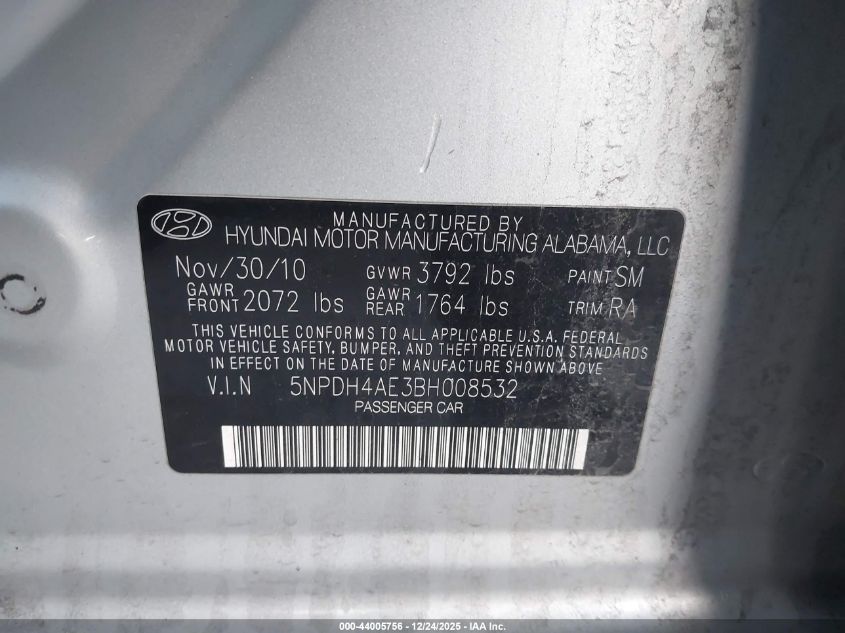 MANUFACTURED BY
HYUNDAI MOTOR MANUFACTURING ALABAMA, LLC
Nov/30/10 GVWR 3792 lbs PAINT SM
GAWR FRONT 2072 lbs GAWR REAR 1764 lbs TRIM RA
THIS VEHICLE CONFORMS TO ALL APPLICABLE U.S.A. FEDERAL
MOTOR VEHICLE SAFETY, BUMPER, AND THEFT PREVENTION STANDARDS
IN EFFECT ON THE DATE OF MANUFACTURE SHOWN ABOVE
V.I.N 5NPDH4AE3BH008532
PASSENGER CAR
000-44005756 - 12/24/2025 - IAA Inc.